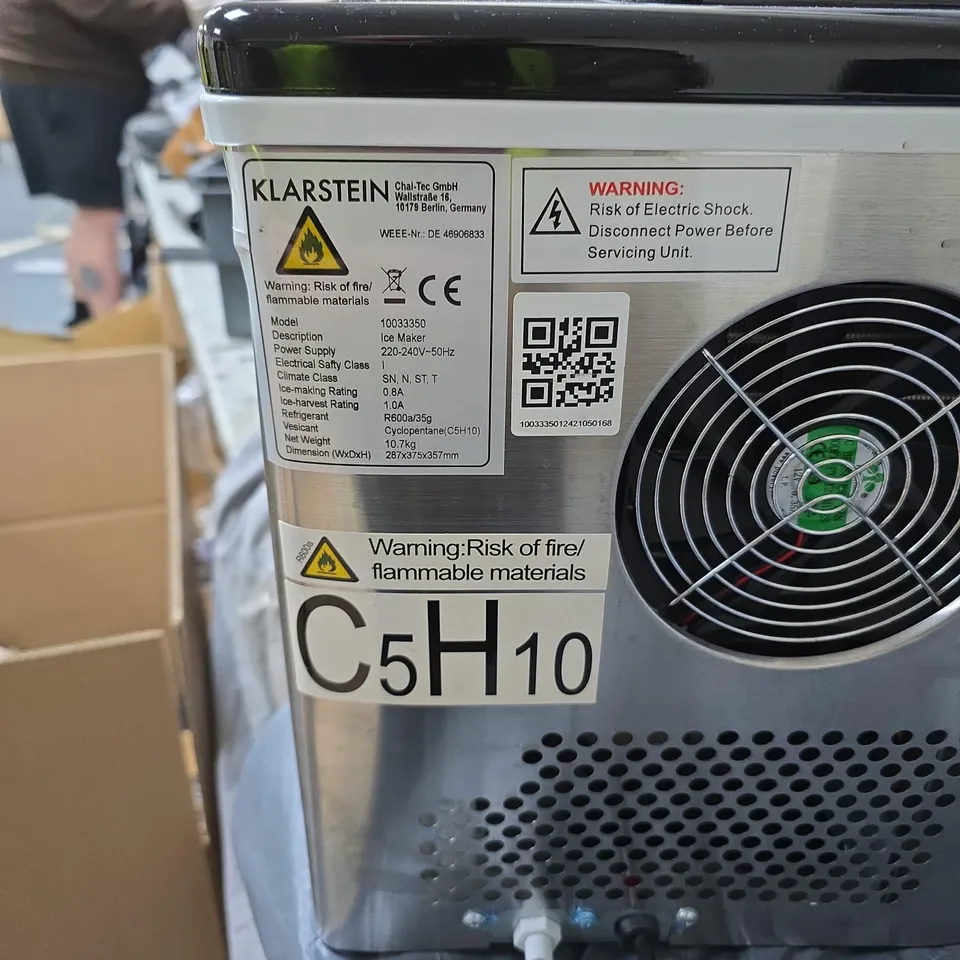 KLARSTEIN
Chal-Tec GmbH
Wallstraße 16,
10179 Berlin, Germany
WEEE-Nr.: DE 46906833
Warning: Risk of fire/
flammable materials
CE
Model 10033350
Description Ice Maker
Power Supply 220-240V~50Hz
Electrical Safty Class I
Climate Class SN, N, ST, T
Ice-making Rating 0.8A
Ice-harvest Rating 1.0A
Refrigerant R600a/35g
Vesicant Cyclopentane(C5H10)
Net Weight 10.7kg
Dimension (WxDxH) 287x375x357mm
WARNING:
Risk of Electric Shock.
Disconnect Power Before
Servicing Unit.
1003335012421050168
R600a
Warning:Risk of fire/
flammable materials
C5H10